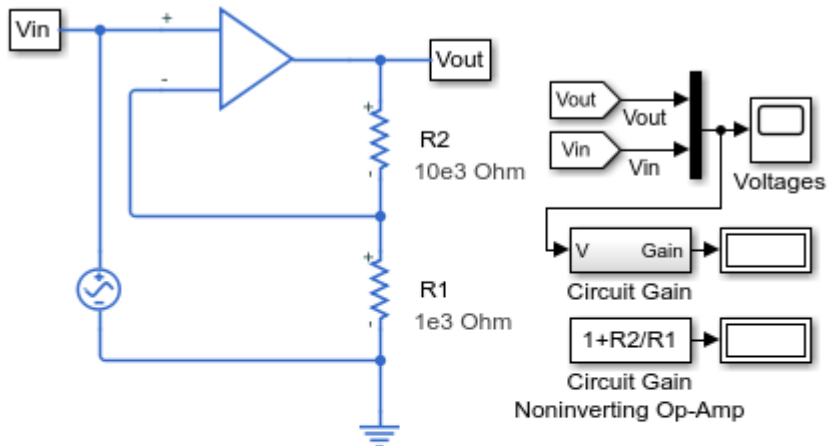 Vin
+
-
Vout
+
R2
-
10e3 Ohm
+
R1
-
1e3 Ohm
+
-
Vout
Vout
Vin
Vin
Voltages
V
Gain
Circuit Gain
1+R2/R1
Circuit Gain
Noninverting Op-Amp